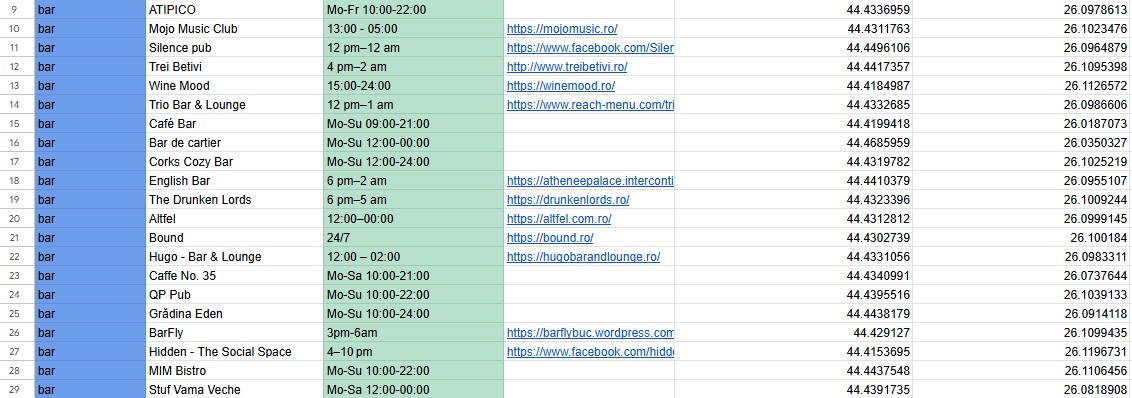 9 bar ATIPICO Mo-Fr 10:00-22:00 44.4336959 26.0978613
10 bar Mojo Music Club 13:00 - 05:00 https://mojomusic.ro/ 44.4311763 26.1023476
11 bar Silence pub 12 pm–12 am https://www.facebook.com/Siler 44.4496106 26.0964879
12 bar Trei Betivi 4 pm–2 am http://www.treibetivi.ro/ 44.4417357 26.1095398
13 bar Wine Mood 15:00-24:00 https://winemood.ro/ 44.4184987 26.1126572
14 bar Trio Bar & Lounge 12 pm–1 am https://www.reach-menu.com/tri 44.4332685 26.0986606
15 bar Café Bar Mo-Su 09:00-21:00 44.4199418 26.0187073
16 bar Bar de cartier Mo-Su 12:00-00:00 44.4685959 26.0350327
17 bar Corks Cozy Bar Mo-Su 12:00-24:00 44.4319782 26.1025219
18 bar English Bar 6 pm–2 am https://atheneepalace.interconti 44.4410379 26.0955107
19 bar The Drunken Lords 6 pm–5 am https://drunkenlords.ro/ 44.4323396 26.1009244
20 bar Altfel 12:00–00:00 https://altfel.com.ro/ 44.4312812 26.0999145
21 bar Bound 24/7 https://bound.ro/ 44.4302739 26.100184
22 bar Hugo - Bar & Lounge 12:00 – 02:00 https://hugobarandlounge.ro/ 44.4331056 26.0983311
23 bar Caffe No. 35 Mo-Sa 10:00-21:00 44.4340991 26.0737644
24 bar QP Pub Mo-Su 10:00-22:00 44.4395516 26.1039133
25 bar Grădina Eden Mo-Su 10:00-24:00 44.4438179 26.0914118
26 bar BarFly 3pm-6am https://barflybuc.wordpress.com 44.429127 26.1099435
27 bar Hidden - The Social Space 4–10 pm https://www.facebook.com/hidde 44.4153695 26.1196731
28 bar MIM Bistro Mo-Su 10:00-22:00 44.4437548 26.1106456
29 bar Stuf Vama Veche Mo-Sa 12:00-00:00 44.4391735 26.0818908